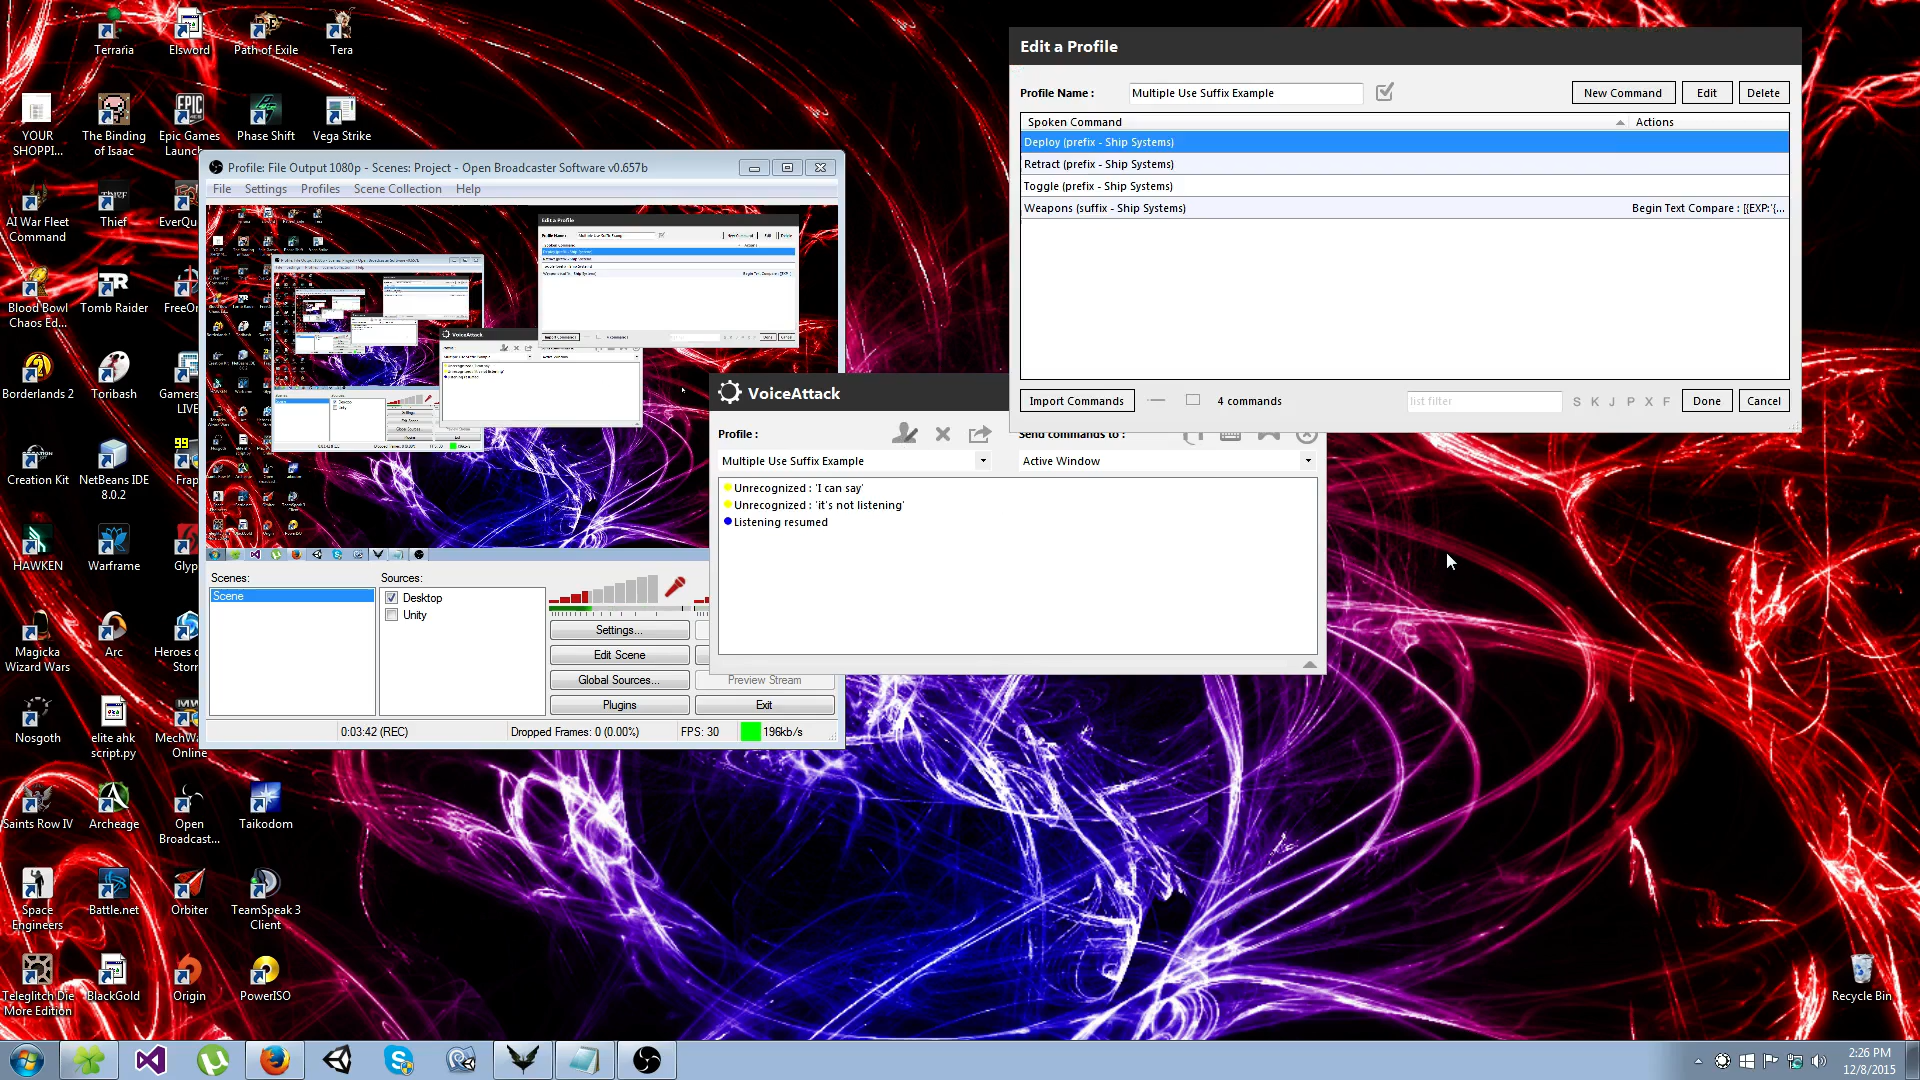 Terraria
Elsword
Path of Exile
Tera
YOUR SHOPPI...
The Binding of Isaac
Epic Games Launch...
Phase Shift
Vega Strike
AI War Fleet Command
Thief
EverQu
Blood Bowl Chaos Ed...
Tomb Raider
FreeOr
Borderlands 2
Toribash
Gamers
LIVE
Creation Kit
NetBeans IDE 8.0.2
Frap
HAWKEN
Warframe
Glyp
Magicka Wizard Wars
Arc
Heroes o
Storr
Nosgoth
elite ahk script.py
MechWa
Online
Saints Row IV
Archeage
Open Broadcast...
Taikodom
Space Engineers
Battle.net
Orbiter
TeamSpeak 3 Client
Teleglitch Die More Edition
BlackGold
Origin
PowerISO
Recycle Bin
Profile: File Output 1080p - Scenes: Project - Open Broadcaster Software v0.657b
File Settings Profiles Scene Collection Help
Scenes:
Scene
Sources:
Desktop
Unity
Settings...
Edit Scene
Global Sources...
Plugins
Preview Stream
Exit
0:03:42 (REC)
Dropped Frames: 0 (0.00%)
FPS: 30
196kb/s
VoiceAttack
Profile :
Send commands to :
Multiple Use Suffix Example
Active Window
Unrecognized : 'I can say'
Unrecognized : 'it's not listening'
Listening resumed
Edit a Profile
Profile Name :
Multiple Use Suffix Example
New Command
Edit
Delete
Spoken Command
Actions
Deploy (prefix - Ship Systems)
Retract (prefix - Ship Systems)
Toggle (prefix - Ship Systems)
Weapons (suffix - Ship Systems)
Begin Text Compare : [{EXP:'{...
Import Commands
4 commands
list filter
S K J P X F
Done
Cancel
2:26 PM
12/8/2015